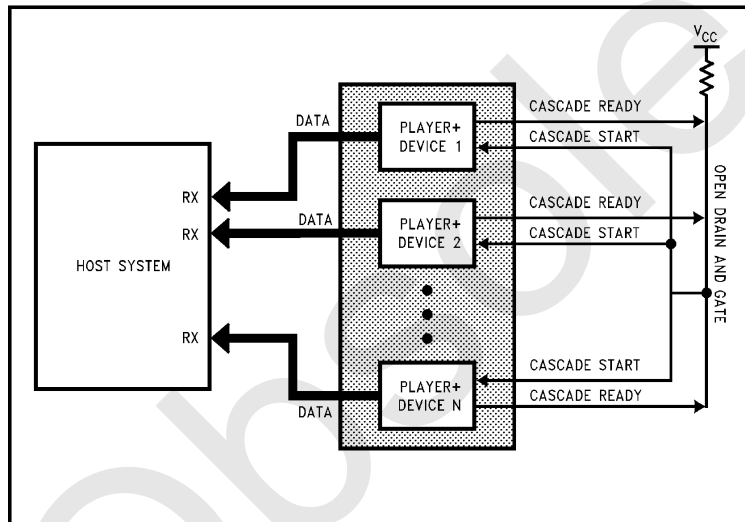 VCC
DATA
PLAYER+
DEVICE 1
CASCADE READY
CASCADE START
RX
DATA
PLAYER+
DEVICE 2
CASCADE READY
CASCADE START
RX
HOST SYSTEM
OPEN DRAIN AND GATE
RX
DATA
PLAYER+
DEVICE N
CASCADE START
CASCADE READY
Obsole